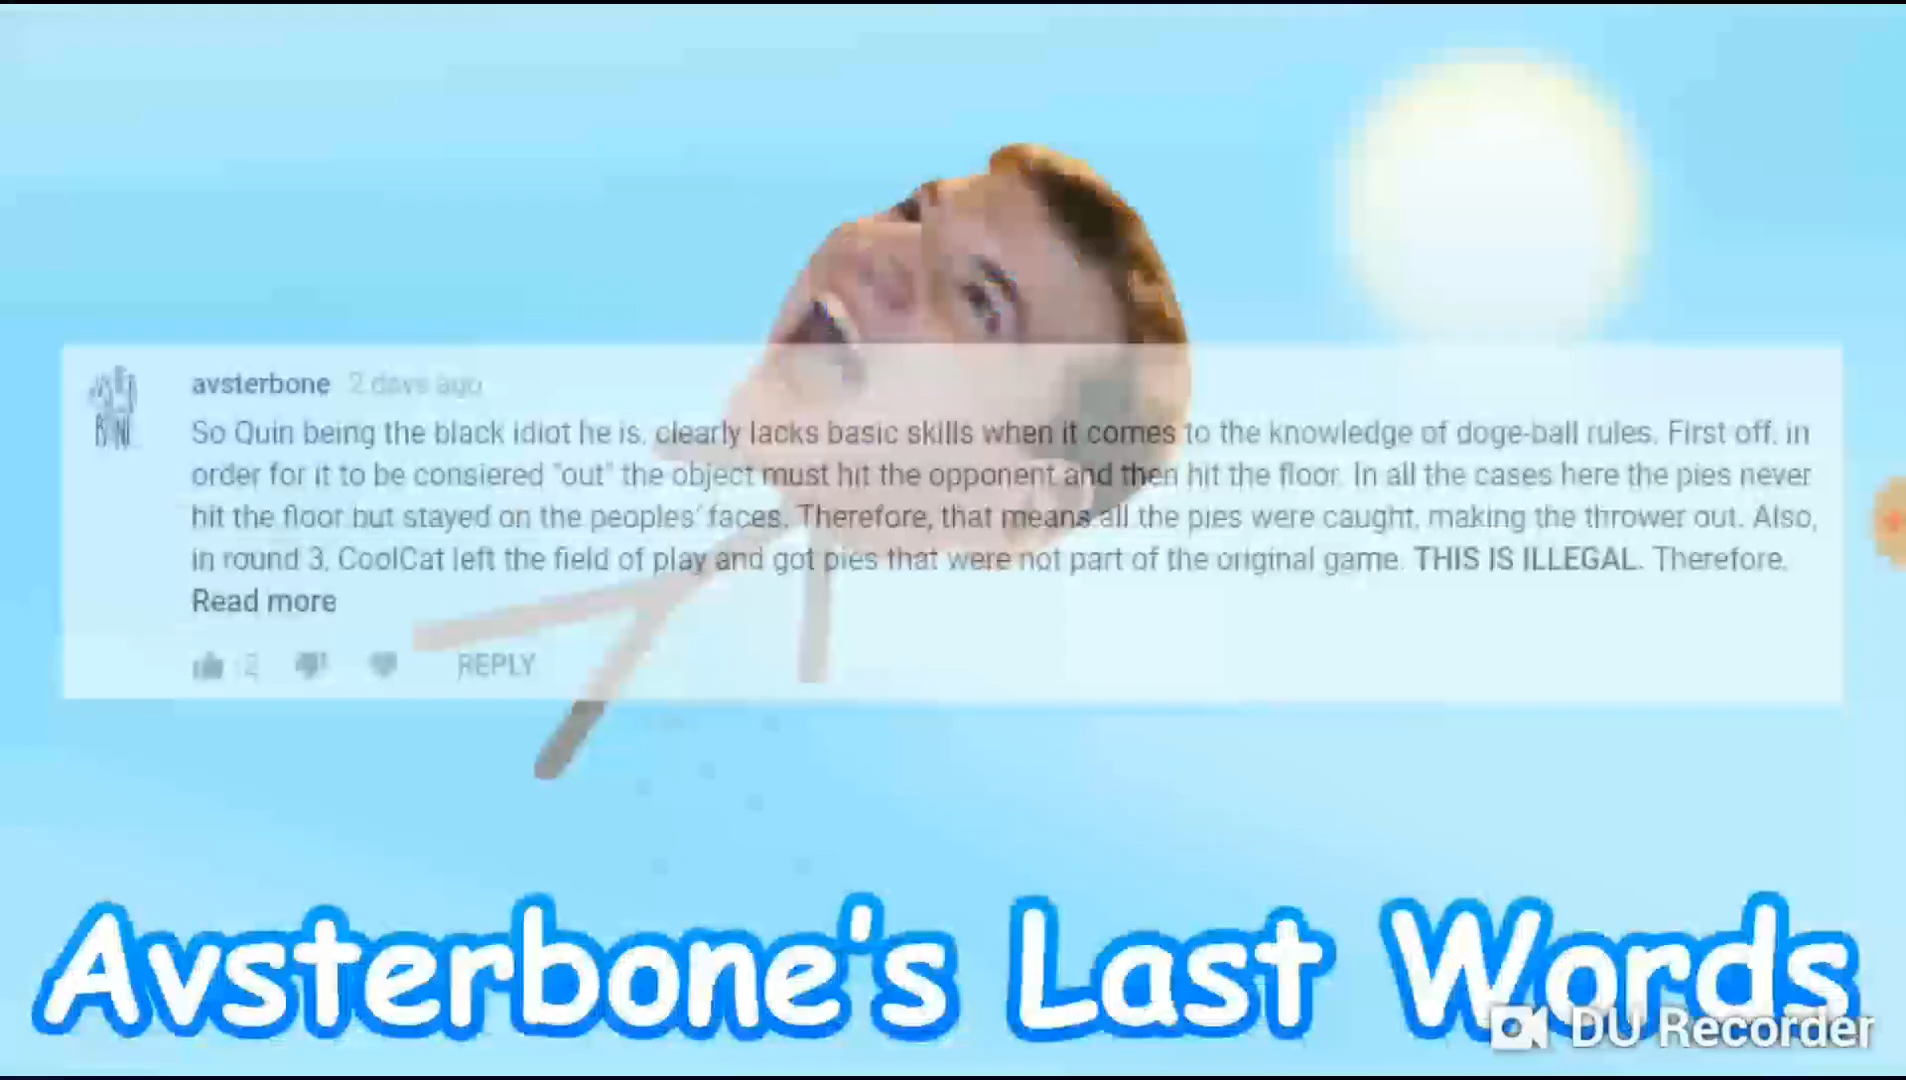 avsterbone 2 days ago
So Quin being the black idiot he is, clearly lacks basic skills when it comes to the knowledge of doge-ball rules. First off, in
order for it to be consiered "out" the object must hit the opponent and then hit the floor. In all the cases here the pies never
hit the floor but stayed on the peoples' faces. Therefore, that means all the pies were caught, making the thrower out. Also,
in round 3, CoolCat left the field of play and got pies that were not part of the original game. THIS IS ILLEGAL. Therefore,
Read more
2 REPLY
Avsterbone's Last Words
DU Recorder